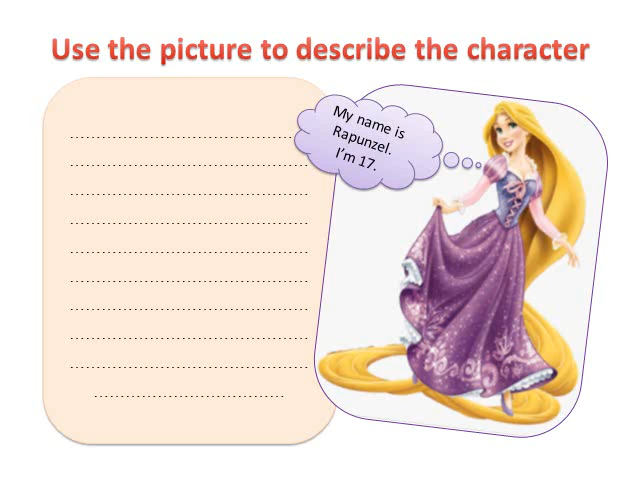 Use the picture to describe the character
My name is
Rapunzel.
I'm 17.